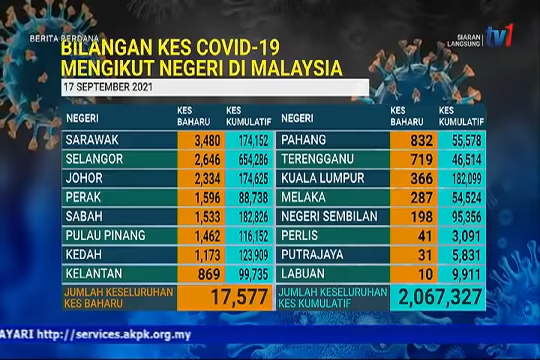 BERITA PERDANA
SIARAN LANGSUNG tv1
BILANGAN KES COVID-19
MENGIKUT NEGERI DI MALAYSIA
17 SEPTEMBER 2021
NEGERI KES BAHARU KES KUMULATIF
SARAWAK 3,480 174,152
SELANGOR 2,646 654,286
JOHOR 2,334 174,625
PERAK 1,596 88,738
SABAH 1,533 182,826
PULAU PINANG 1,462 116,152
KEDAH 1,173 123,909
KELANTAN 869 99,735
JUMLAH KESELURUHAN KES BAHARU 17,577
NEGERI KES BAHARU KES KUMULATIF
PAHANG 832 55,578
TERENGGANU 719 46,514
KUALA LUMPUR 366 182,099
MELAKA 287 54,524
NEGERI SEMBILAN 198 95,356
PERLIS 41 3,091
PUTRAJAYA 31 5,831
LABUAN 10 9,911
JUMLAH KESELURUHAN KES KUMULATIF 2,067,327
AYARI http://services.akpk.org.my